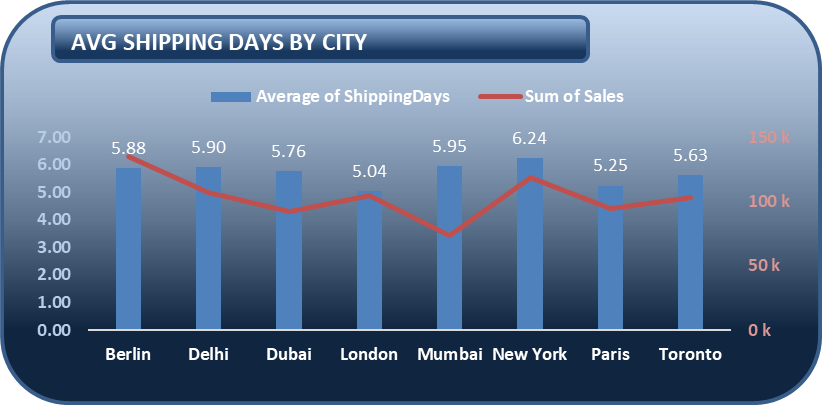 AVG SHIPPING DAYS BY CITY
Average of ShippingDays Sum of Sales
7.00 5.88 5.90 5.76 5.04 5.95 6.24 5.25 5.63 150 k
6.00
5.00 100 k
4.00
3.00
2.00 50 k
1.00
0.00 0 k
Berlin Delhi Dubai London Mumbai New York Paris Toronto